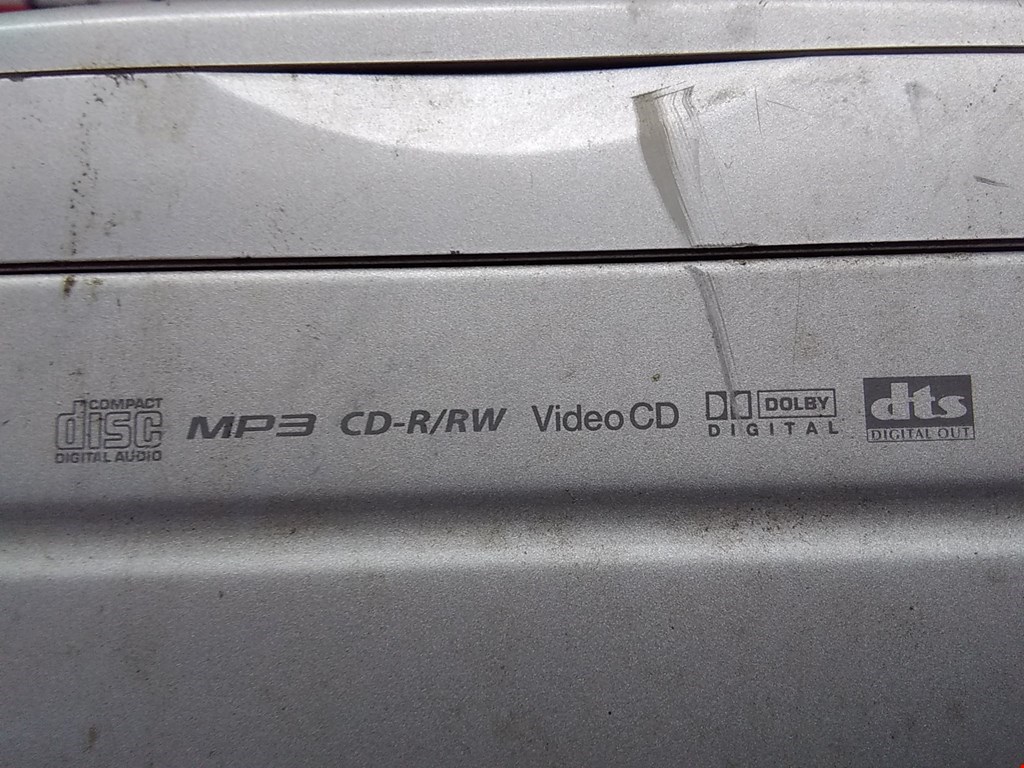 COMPACT
disc
DIGITAL AUDIO
MP3
CD-R/RW
Video CD
DOLBY
DIGITAL
dts
DIGITAL OUT